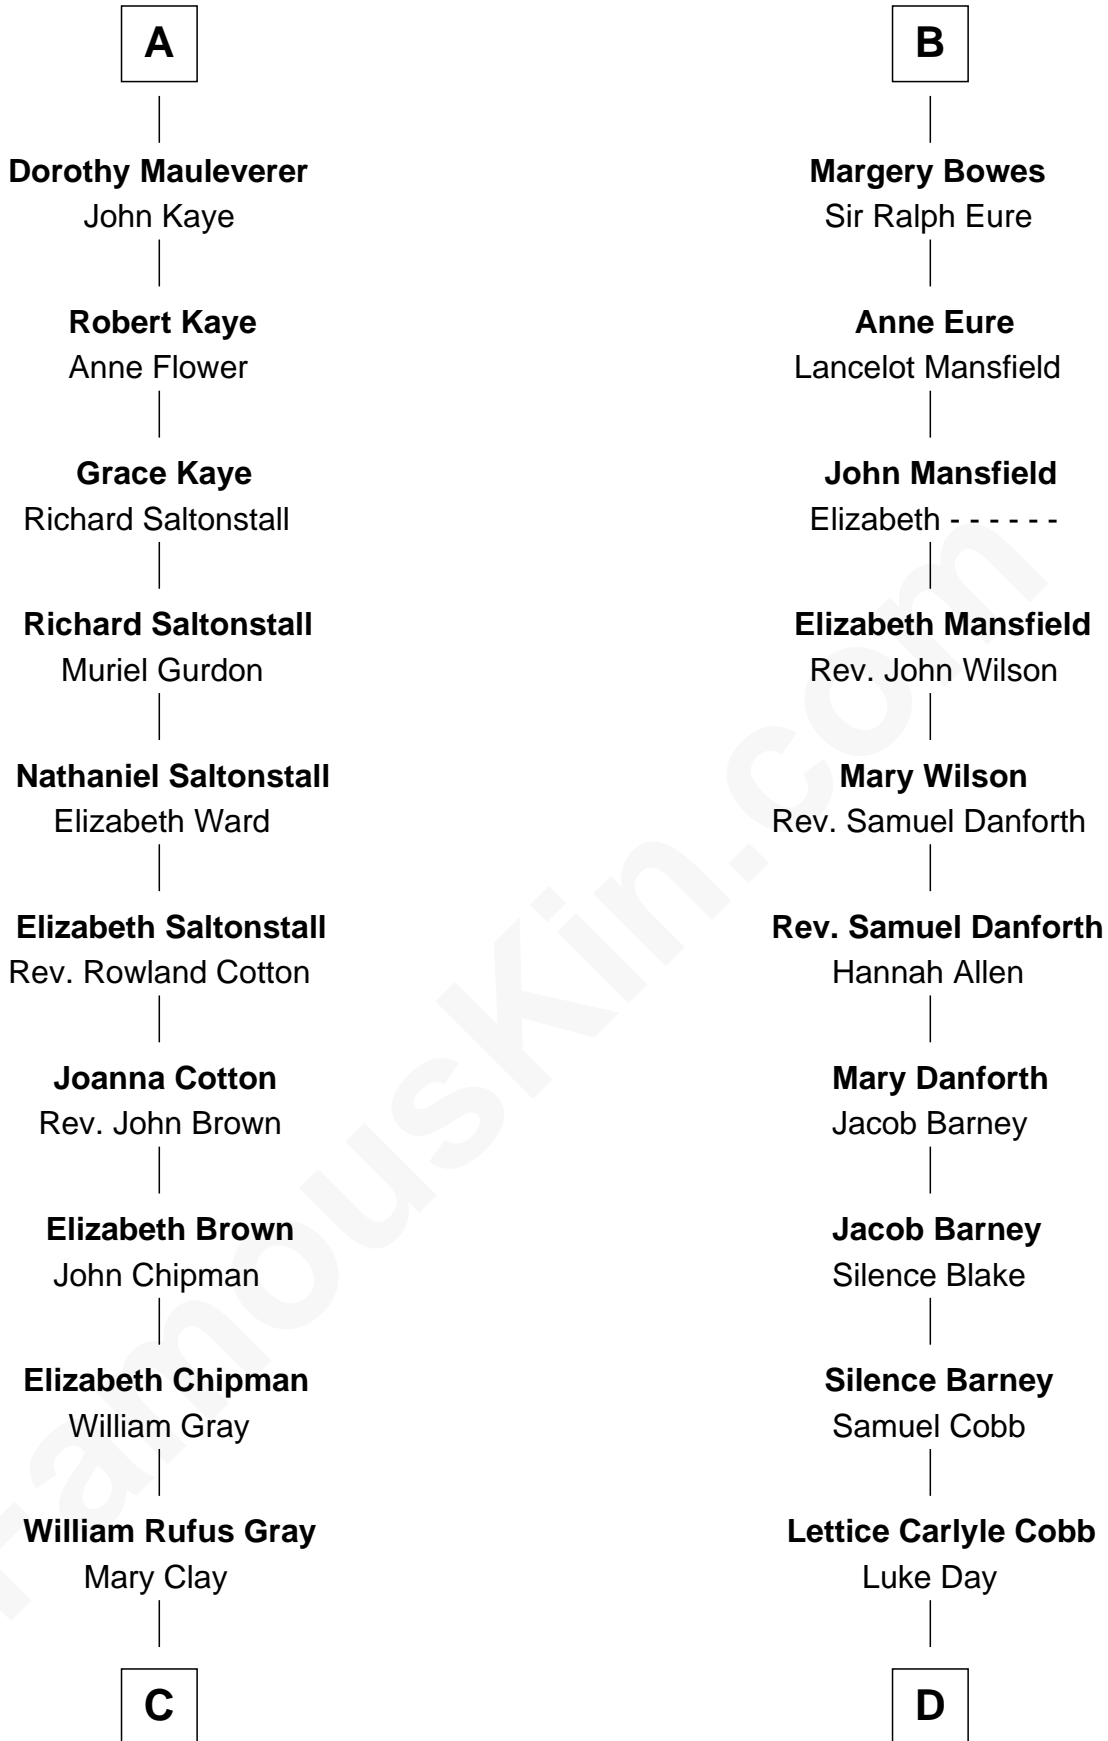 A
Dorothy Mauleverer
John Kaye
Robert Kaye
Anne Flower
Grace Kaye
Richard Saltonstall
Richard Saltonstall
Muriel Gurdon
Nathaniel Saltonstall
Elizabeth Ward
Elizabeth Saltonstall
Rev. Rowland Cotton
Joanna Cotton
Rev. John Brown
Elizabeth Brown
John Chipman
Elizabeth Chipman
William Gray
William Rufus Gray
Mary Clay
C
B
Margery Bowes
Sir Ralph Eure
Anne Eure
Lancelot Mansfield
John Mansfield
Elizabeth - - - - - -
Elizabeth Mansfield
Rev. John Wilson
Mary Wilson
Rev. Samuel Danforth
Rev. Samuel Danforth
Hannah Allen
Mary Danforth
Jacob Barney
Jacob Barney
Silence Blake
Silence Barney
Samuel Cobb
Lettice Carlyle Cobb
Luke Day
D
FamousKin.com